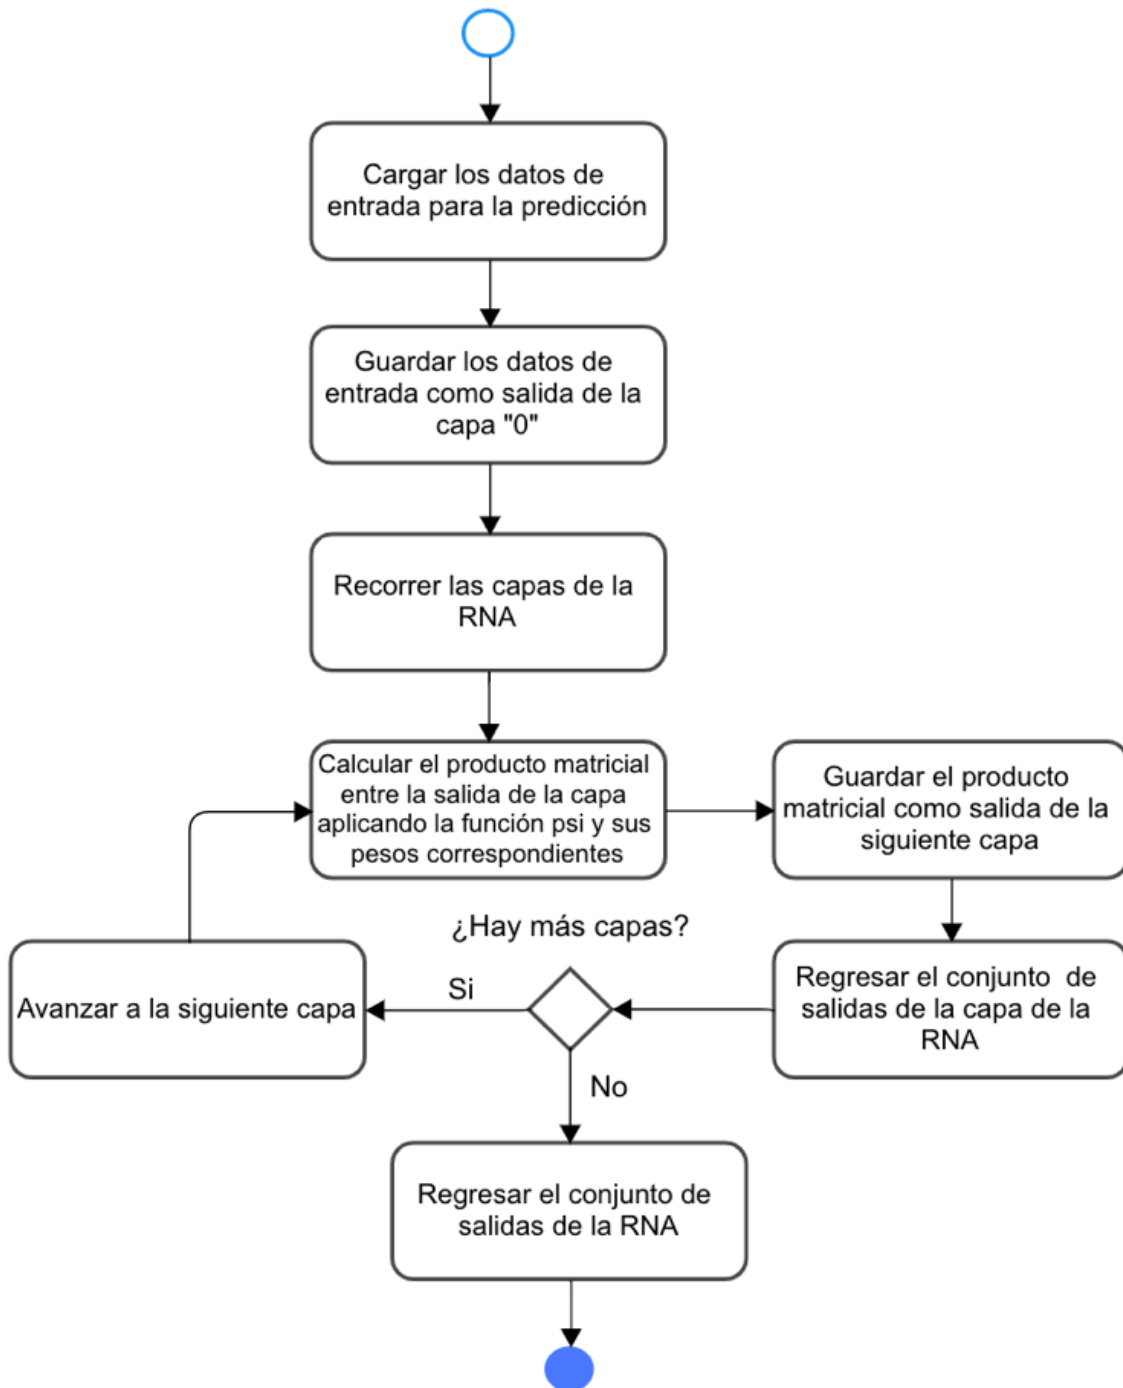 Cargar los datos de
entrada para la predicción
Guardar los datos de
entrada como salida de la
capa "0"
Recorrer las capas de la
RNA
Calcular el producto matricial
entre la salida de la capa
aplicando la función psi y sus
pesos correspondientes
Guardar el producto
matricial como salida de la
siguiente capa
Regresar el conjunto de
salidas de la capa de la
RNA
¿Hay más capas?
Si
Avanzar a la siguiente capa
No
Regresar el conjunto de
salidas de la RNA